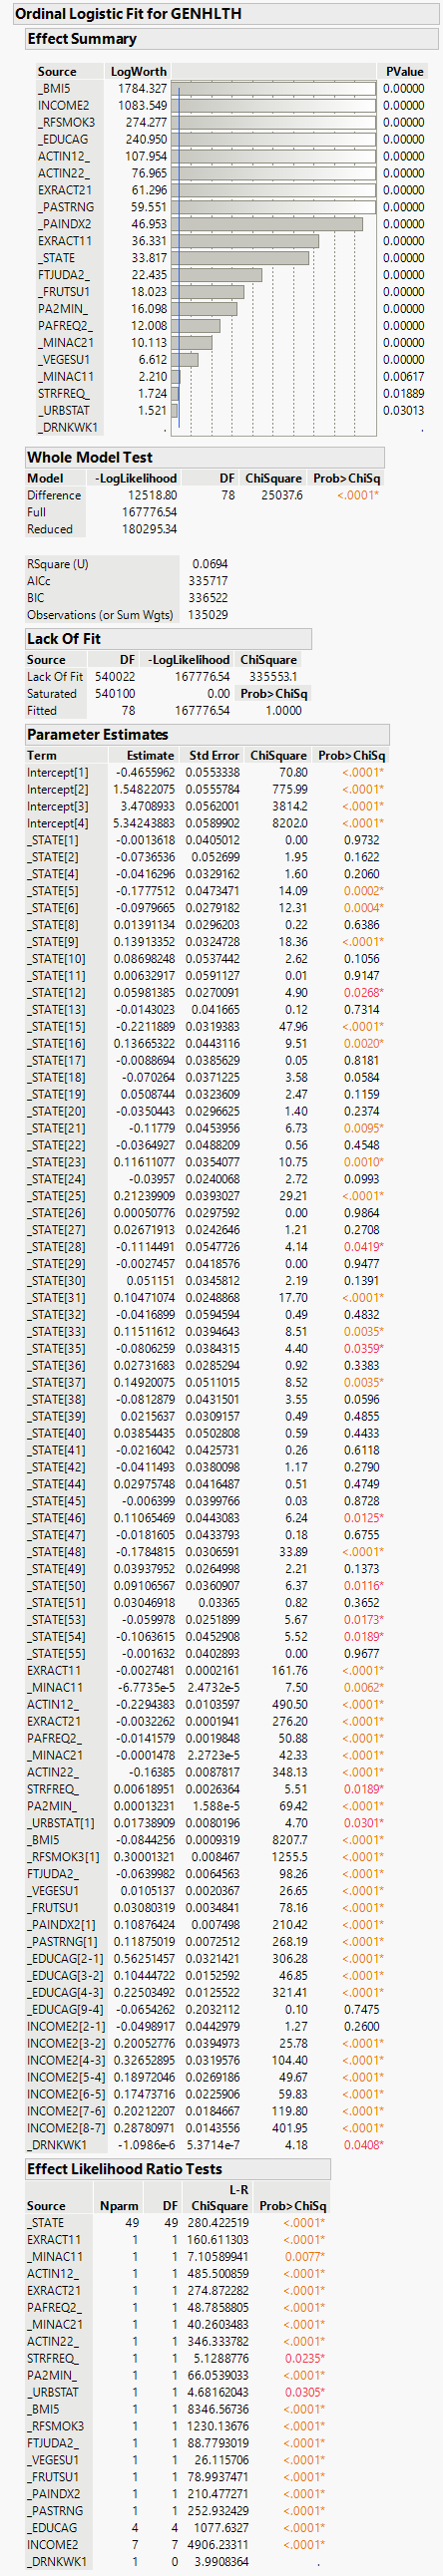 Ordinal Logistic Fit for GENHLTH
Effect Summary
Source LogWorth PValue
_BMI5 1784.327 0.00000
INCOME2 1083.549 0.00000
_RFSMOK3 274.277 0.00000
_EDUCAG 240.950 0.00000
ACTIN12_ 107.954 0.00000
ACTIN22_ 76.965 0.00000
EXRACT21 61.296 0.00000
_PASTRNG 59.551 0.00000
_PAINDX2 46.953 0.00000
EXRACT11 36.331 0.00000
_STATE 33.817 0.00000
FTJUDA2_ 22.435 0.00000
_FRUTSU1 18.023 0.00000
PA2MIN_ 16.098 0.00000
PAFREQ2_ 12.008 0.00000
_MINAC21 10.113 0.00000
_VEGESU1 6.612 0.00000
_MINAC11 2.210 0.00617
STRFREQ_ 1.724 0.01889
_URBSTAT 1.521 0.03013
_DRNKWK1 . .
Whole Model Test
Model -LogLikelihood DF ChiSquare Prob>ChiSq
Difference 12518.80 78 25037.6 <.0001*
Full 167776.54
Reduced 180295.34
RSquare (U) 0.0694
AICc 335717
BIC 336522
Observations (or Sum Wgts) 135029
Lack Of Fit
Source DF -LogLikelihood ChiSquare
Lack Of Fit 540022 167776.54 335553.1
Saturated 540100 0.00 Prob>ChiSq
Fitted 78 167776.54 1.0000
Parameter Estimates
Term Estimate Std Error ChiSquare Prob>ChiSq
Intercept[1] -0.4655962 0.0553338 70.80 <.0001*
Intercept[2] 1.54822075 0.0555784 775.99 <.0001*
Intercept[3] 3.4708933 0.0562001 3814.2 <.0001*
Intercept[4] 5.34243883 0.0589902 8202.0 <.0001*
_STATE[1] -0.0013618 0.0405012 0.00 0.9732
_STATE[2] -0.0736536 0.052699 1.95 0.1622
_STATE[4] -0.0416296 0.0329162 1.60 0.2060
_STATE[5] -0.1777512 0.0473471 14.09 0.0002*
_STATE[6] -0.0979665 0.0279182 12.31 0.0004*
_STATE[8] 0.01391134 0.0296203 0.22 0.6386
_STATE[9] 0.13913352 0.0324728 18.36 <.0001*
_STATE[10] 0.08698248 0.0537442 2.62 0.1056
_STATE[11] 0.00632917 0.0591127 0.01 0.9147
_STATE[12] 0.05981385 0.0270091 4.90 0.0268*
_STATE[13] -0.0143023 0.041665 0.12 0.7314
_STATE[15] -0.2211889 0.0319383 47.96 <.0001*
_STATE[16] 0.13665322 0.0443116 9.51 0.0020*
_STATE[17] -0.0088694 0.0385629 0.05 0.8181
_STATE[18] -0.070264 0.0371225 3.58 0.0584
_STATE[19] 0.0508744 0.0323609 2.47 0.1159
_STATE[20] -0.0350443 0.0296625 1.40 0.2374
_STATE[21] -0.11779 0.0453956 6.73 0.0095*
_STATE[22] -0.0364927 0.0488209 0.56 0.4548
_STATE[23] 0.11611077 0.0354077 10.75 0.0010*
_STATE[24] -0.03957 0.0240068 2.72 0.0993
_STATE[25] 0.21239909 0.0393027 29.21 <.0001*
_STATE[26] 0.00050776 0.0297592 0.00 0.9864
_STATE[27] 0.02671913 0.0242646 1.21 0.2708
_STATE[28] -0.1114491 0.0547726 4.14 0.0419*
_STATE[29] -0.0027457 0.0418576 0.00 0.9477
_STATE[30] 0.051151 0.0345812 2.19 0.1391
_STATE[31] 0.10471074 0.0248868 17.70 <.0001*
_STATE[32] -0.0416899 0.0594594 0.49 0.4832
_STATE[33] 0.11511612 0.0394643 8.51 0.0035*
_STATE[35] -0.0806259 0.0384315 4.40 0.0359*
_STATE[36] 0.02731683 0.0285294 0.92 0.3383
_STATE[37] 0.14920075 0.0511015 8.52 0.0035*
_STATE[38] -0.0812879 0.0431501 3.55 0.0596
_STATE[39] 0.0215637 0.0309157 0.49 0.4855
_STATE[40] 0.03854435 0.0502808 0.59 0.4433
_STATE[41] -0.0216042 0.0425731 0.26 0.6118
_STATE[42] -0.0411493 0.0380098 1.17 0.2790
_STATE[44] 0.02975748 0.0416487 0.51 0.4749
_STATE[45] -0.006399 0.0399766 0.03 0.8728
_STATE[46] 0.11065469 0.0443083 6.24 0.0125*
_STATE[47] -0.0181605 0.0433793 0.18 0.6755
_STATE[48] -0.1784815 0.0306591 33.89 <.0001*
_STATE[49] 0.03937952 0.0264998 2.21 0.1373
_STATE[50] 0.09106567 0.0360907 6.37 0.0116*
_STATE[51] 0.03046918 0.03365 0.82 0.3652
_STATE[53] -0.059978 0.0251899 5.67 0.0173*
_STATE[54] -0.1063615 0.0452908 5.52 0.0189*
_STATE[55] -0.001632 0.0402893 0.00 0.9677
EXRACT11 -0.0027481 0.0002161 161.76 <.0001*
_MINAC11 -6.7735e-5 2.4732e-5 7.50 0.0062*
ACTIN12_ -0.2294383 0.0103597 490.50 <.0001*
EXRACT21 -0.0032262 0.0001941 276.20 <.0001*
PAFREQ2_ -0.0141579 0.0019848 50.88 <.0001*
_MINAC21 -0.0001478 2.2723e-5 42.33 <.0001*
ACTIN22_ -0.16385 0.0087817 348.13 <.0001*
STRFREQ_ 0.00618951 0.0026364 5.51 0.0189*
PA2MIN_ 0.00013231 1.588e-5 69.42 <.0001*
_URBSTAT[1] 0.01738909 0.0080196 4.70 0.0301*
_BMI5 -0.0844256 0.0009319 8207.7 <.0001*
_RFSMOK3[1] 0.30001321 0.008467 1255.5 <.0001*
FTJUDA2_ -0.0639982 0.0064563 98.26 <.0001*
_VEGESU1 0.0105137 0.0020367 26.65 <.0001*
_FRUTSU1 0.03080319 0.0034841 78.16 <.0001*
_PAINDX2[1] 0.10876424 0.007498 210.42 <.0001*
_PASTRNG[1] 0.11875019 0.0072512 268.19 <.0001*
_EDUCAG[2-1] 0.56251457 0.0321421 306.28 <.0001*
_EDUCAG[3-2] 0.10444722 0.0152592 46.85 <.0001*
_EDUCAG[4-3] 0.22503492 0.0125522 321.41 <.0001*
_EDUCAG[9-4] -0.0654262 0.2032112 0.10 0.7475
INCOME2[2-1] -0.0498917 0.0442979 1.27 0.2600
INCOME2[3-2] 0.20052776 0.0394973 25.78 <.0001*
INCOME2[4-3] 0.32652895 0.0319576 104.40 <.0001*
INCOME2[5-4] 0.18972046 0.0269186 49.67 <.0001*
INCOME2[6-5] 0.17473716 0.0225906 59.83 <.0001*
INCOME2[7-6] 0.20212207 0.0184667 119.80 <.0001*
INCOME2[8-7] 0.28780971 0.0143556 401.95 <.0001*
_DRNKWK1 -1.0986e-6 5.3714e-7 4.18 0.0408*
Effect Likelihood Ratio Tests
L-R
Source Nparm DF ChiSquare Prob>ChiSq
_STATE 49 49 280.422519 <.0001*
EXRACT11 1 1 160.611303 <.0001*
_MINAC11 1 1 7.10589941 0.0077*
ACTIN12_ 1 1 485.500859 <.0001*
EXRACT21 1 1 274.872282 <.0001*
PAFREQ2_ 1 1 48.7858805 <.0001*
_MINAC21 1 1 40.2603483 <.0001*
ACTIN22_ 1 1 346.333782 <.0001*
STRFREQ_ 1 1 5.1288776 0.0235*
PA2MIN_ 1 1 66.0539033 <.0001*
_URBSTAT 1 1 4.68162043 0.0305*
_BMI5 1 1 8346.56736 <.0001*
_RFSMOK3 1 1 1230.13676 <.0001*
FTJUDA2_ 1 1 88.7793019 <.0001*
_VEGESU1 1 1 26.115706 <.0001*
_FRUTSU1 1 1 78.9937471 <.0001*
_PAINDX2 1 1 210.477271 <.0001*
_PASTRNG 1 1 252.932429 <.0001*
_EDUCAG 4 4 1077.6327 <.0001*
INCOME2 7 7 4906.23311 <.0001*
_DRNKWK1 1 0 3.9908364 .